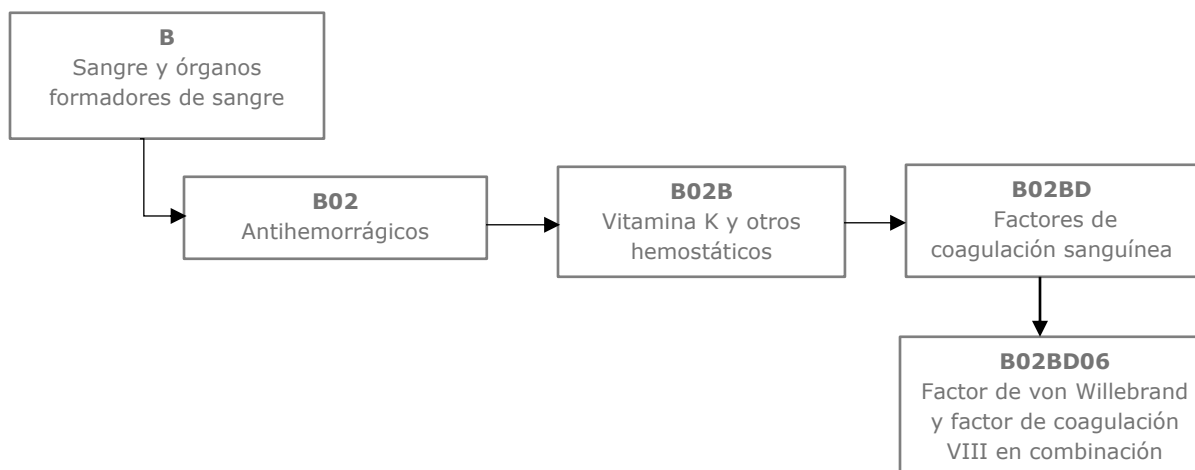 B
Sangre y órganos
formadores de sangre
B02
Antihemorrágicos
B02B
Vitamina K y otros
hemostáticos
B02BD
Factores de
coagulación sanguínea
B02BD06
Factor de von Willebrand
y factor de coagulación
VIII en combinación